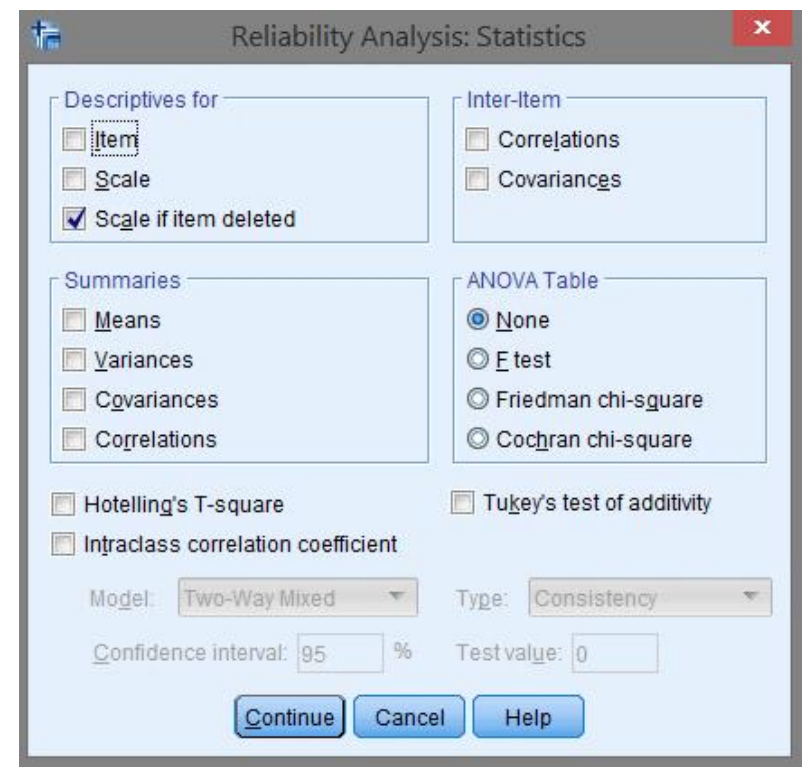 Reliability Analysis: Statistics
x
Descriptives for
Item
Scale
Scale if item deleted
Inter-Item
Correlations
Covariances
Summaries
Means
Variances
Covariances
Correlations
ANOVA Table
None
F test
Friedman chi-square
Cochran chi-square
Hotelling's T-square
Tukey's test of additivity
Intraclass correlation coefficient
Model: Two-Way Mixed Type: Consistency
Confidence interval: 95 % Test value: 0
Continue Cancel Help